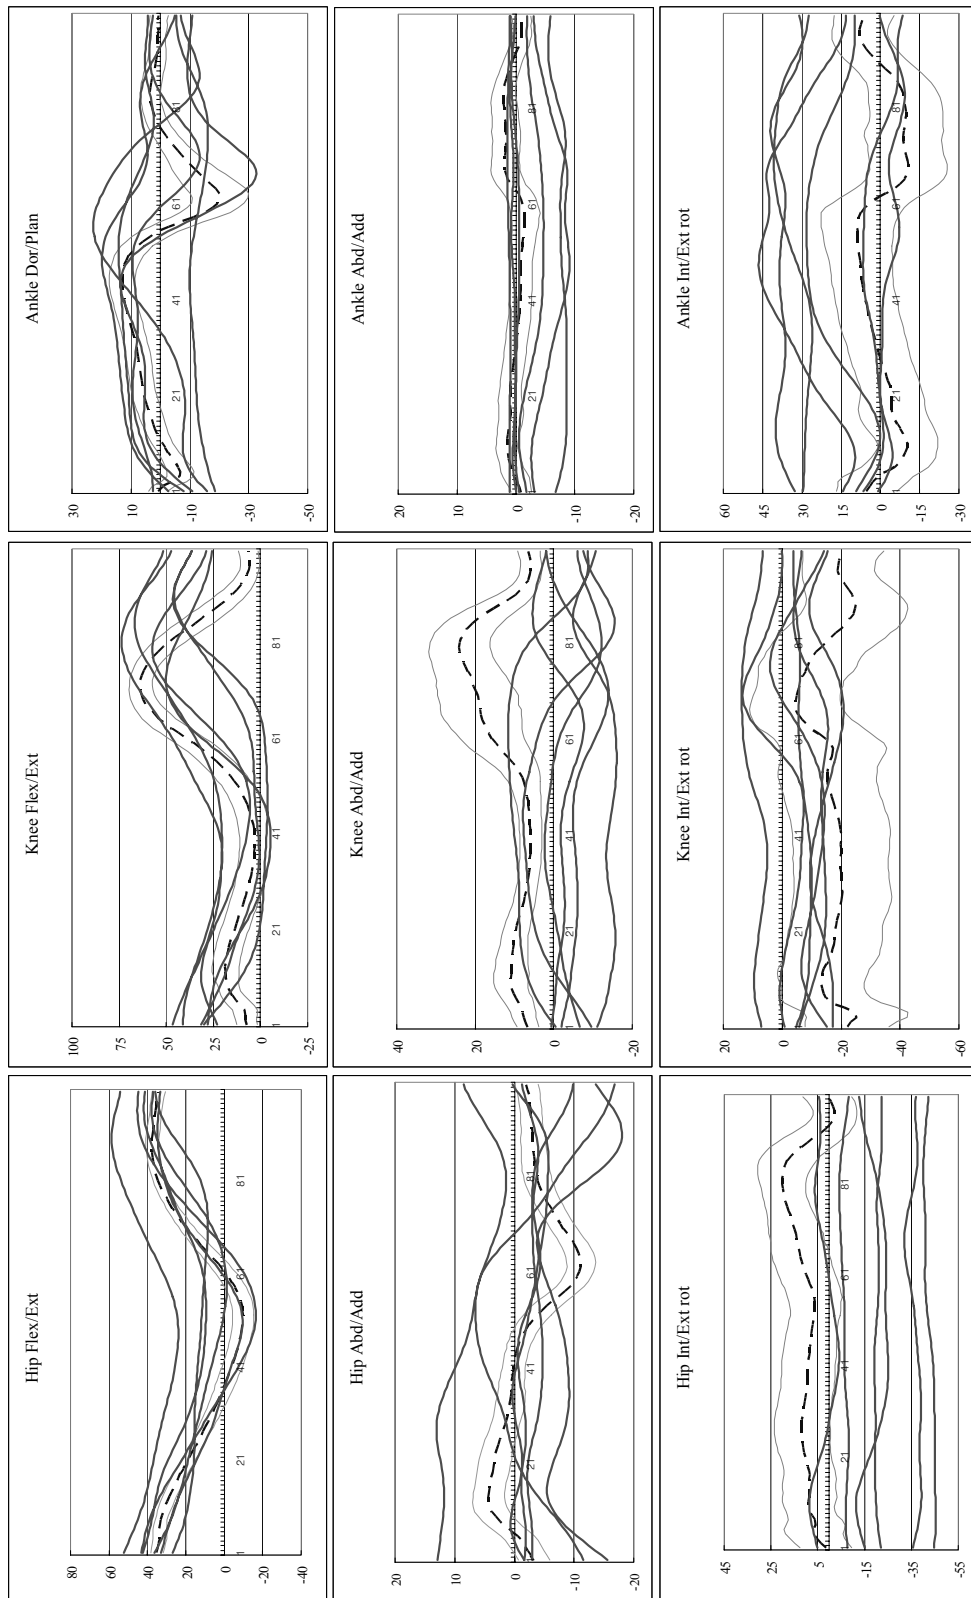 Hip Flex/Ext
80
60
40
20
0
-20
-40
1 21 41 61 81
Knee Flex/Ext
100
75
50
25
0
-25
1 21 41 61 81
Ankle Dor/Plan
30
10
-10
-30
-50
1 21 41 61 81
Hip Abd/Add
20
10
0
-10
-20
1 21 41 61 81
Knee Abd/Add
40
20
0
-20
1 21 41 61 81
Ankle Abd/Add
20
10
0
-10
-20
1 21 41 61 81
Hip Int/Ext rot
45
25
5
-15
-35
-55
1 21 41 61 81
Knee Int/Ext rot
20
0
-20
-40
-60
1 21 41 61 81
Ankle Int/Ext rot
60
45
30
15
0
-15
-30
1 21 41 61 81